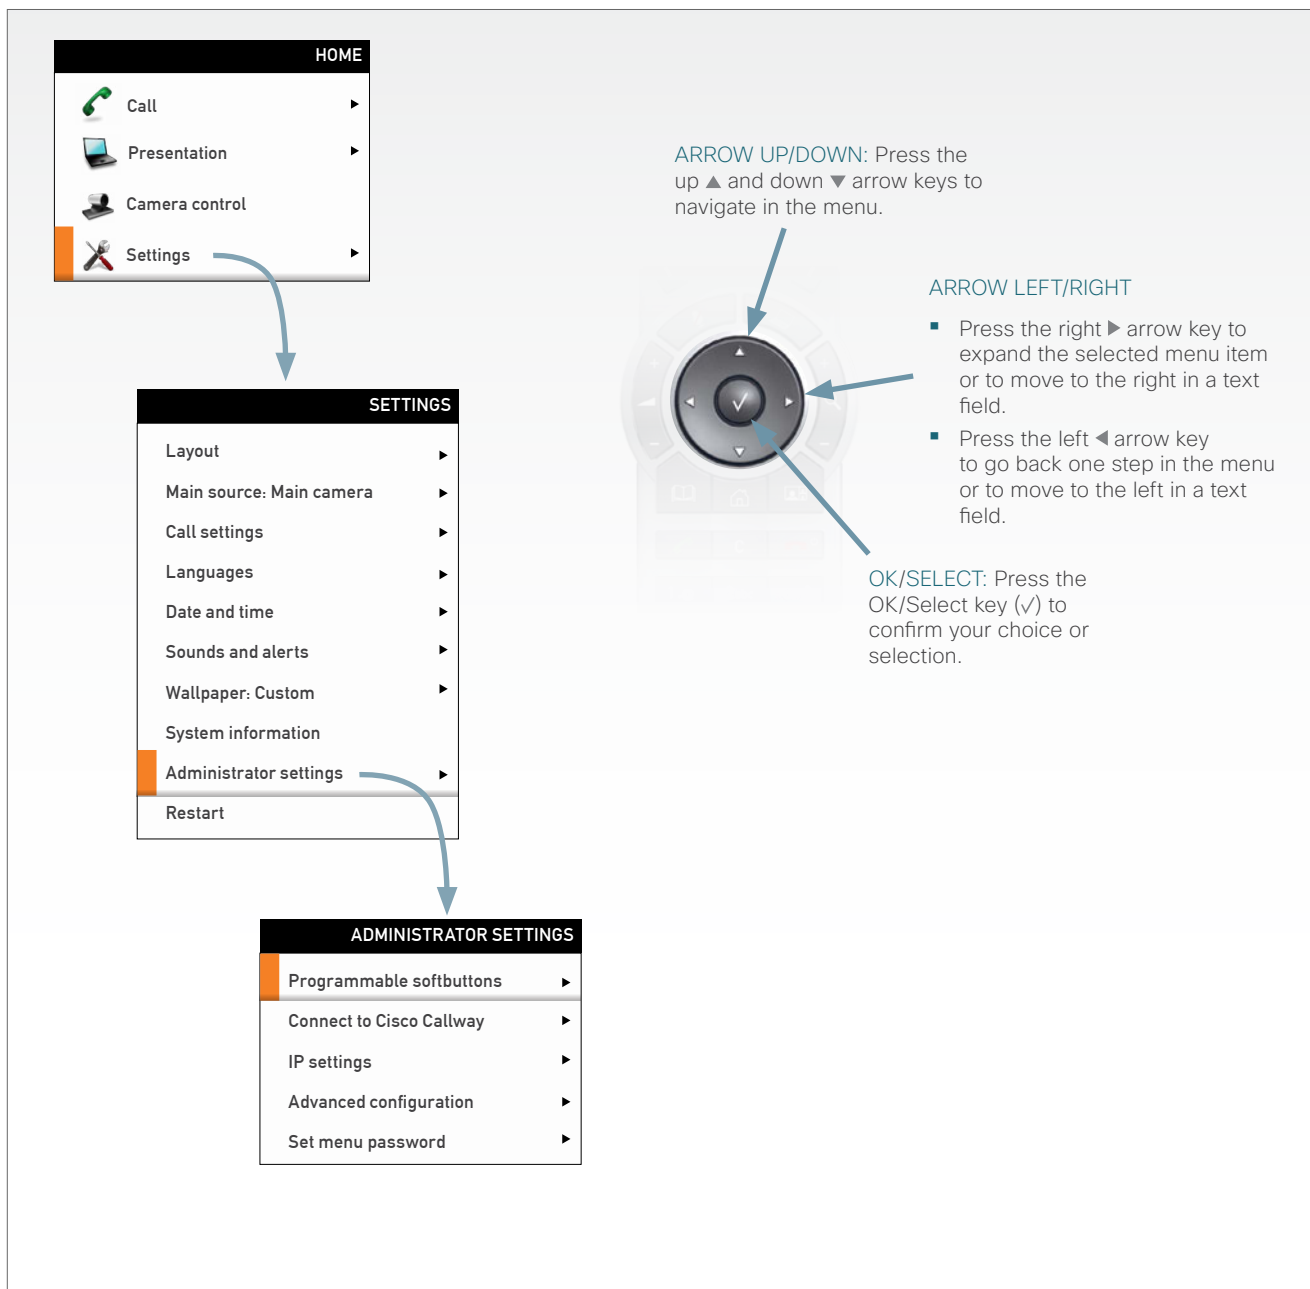 HOME
Call
Presentation
Camera control
Settings
SETTINGS
Layout
Main source: Main camera
Call settings
Languages
Date and time
Sounds and alerts
Wallpaper: Custom
System information
Administrator settings
Restart
ADMINISTRATOR SETTINGS
Programmable softbuttons
Connect to Cisco Callway
IP settings
Advanced configuration
Set menu password
ARROW UP/DOWN: Press the
up ▲ and down ▼ arrow keys to
navigate in the menu.
ARROW LEFT/RIGHT
▪ Press the right ▶ arrow key to
expand the selected menu item
or to move to the right in a text
field.
▪ Press the left ◀ arrow key
to go back one step in the menu
or to move to the left in a text
field.
OK/SELECT: Press the
OK/Select key (✓) to
confirm your choice or
selection.